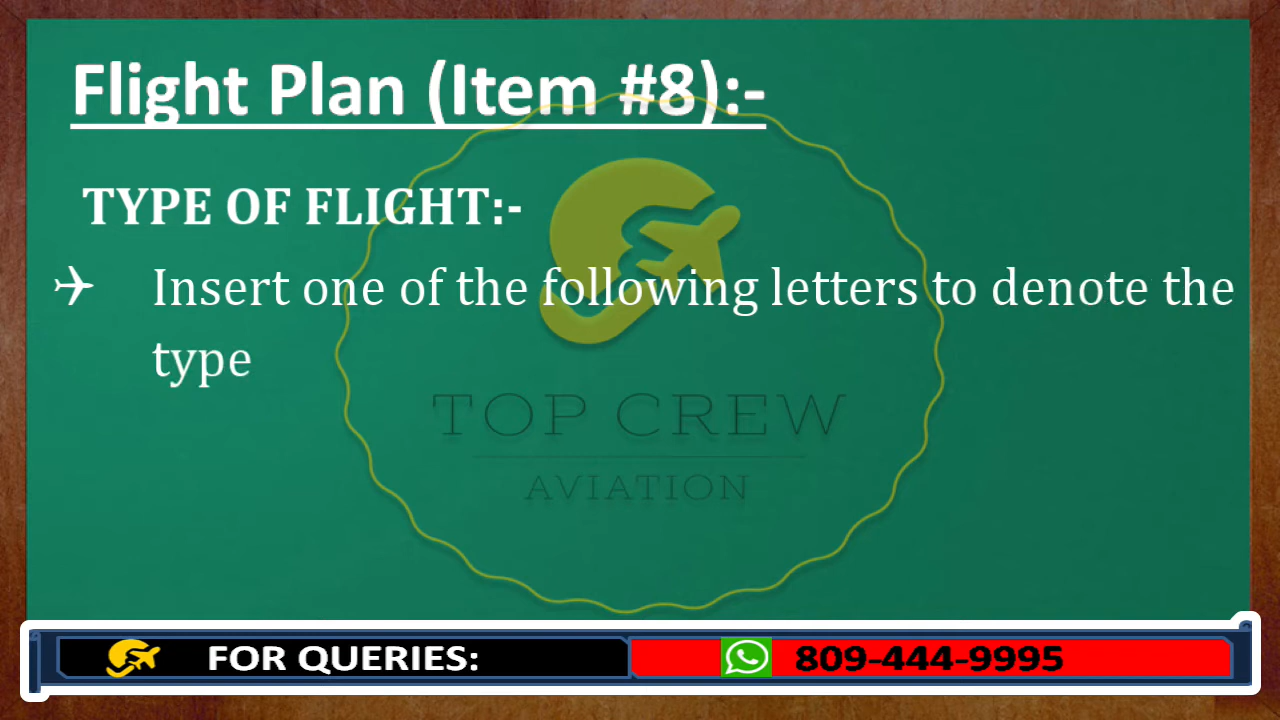 Flight Plan (Item #8):-
TYPE OF FLIGHT:-
Insert one of the following letters to denote the
type
TOP CREW
AVIATION
FOR QUERIES: 809-444-9995